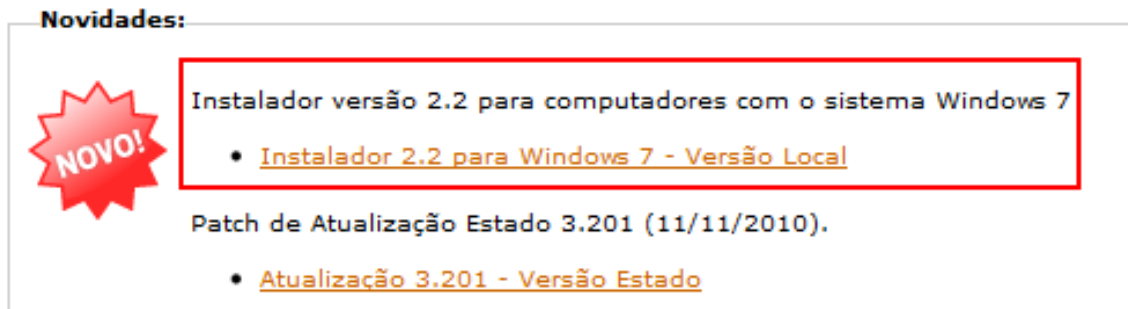 Novidades:
Instalador versão 2.2 para computadores com o sistema Windows 7
NOVO!
• Instalador 2.2 para Windows 7 - Versão Local
Patch de Atualização Estado 3.201 (11/11/2010).
• Atualização 3.201 - Versão Estado